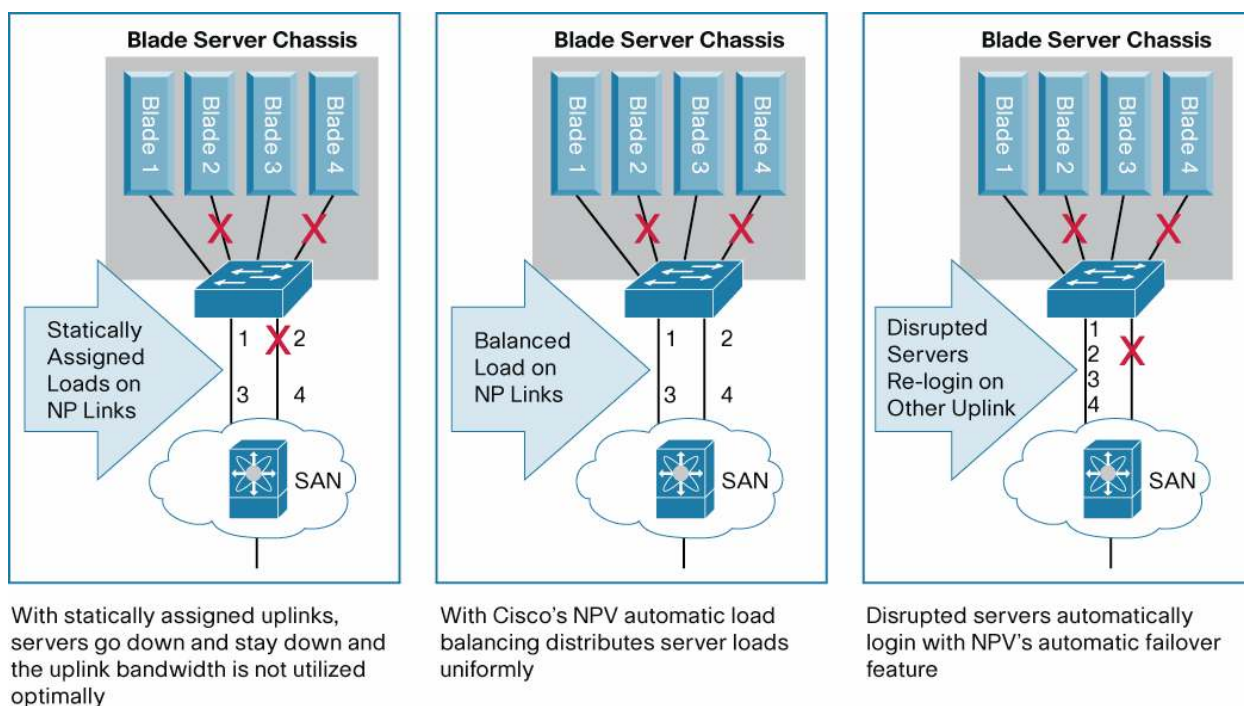 Blade Server Chassis
Blade 1
Blade 2
Blade 3
Blade 4
X
X
Statically
Assigned
Loads on
NP Links
1
X
2
3
4
SAN
With statically assigned uplinks,
servers go down and stay down and
the uplink bandwidth is not utilized
optimally
Blade Server Chassis
Blade 1
Blade 2
Blade 3
Blade 4
X
X
Balanced
Load on
NP Links
1
2
3
4
SAN
With Cisco's NPV automatic load
balancing distributes server loads
uniformly
Blade Server Chassis
Blade 1
Blade 2
Blade 3
Blade 4
X
X
Disrupted
Servers
Re-login on
Other Uplink
1
2
3
4
X
SAN
Disrupted servers automatically
login with NPV's automatic failover
feature